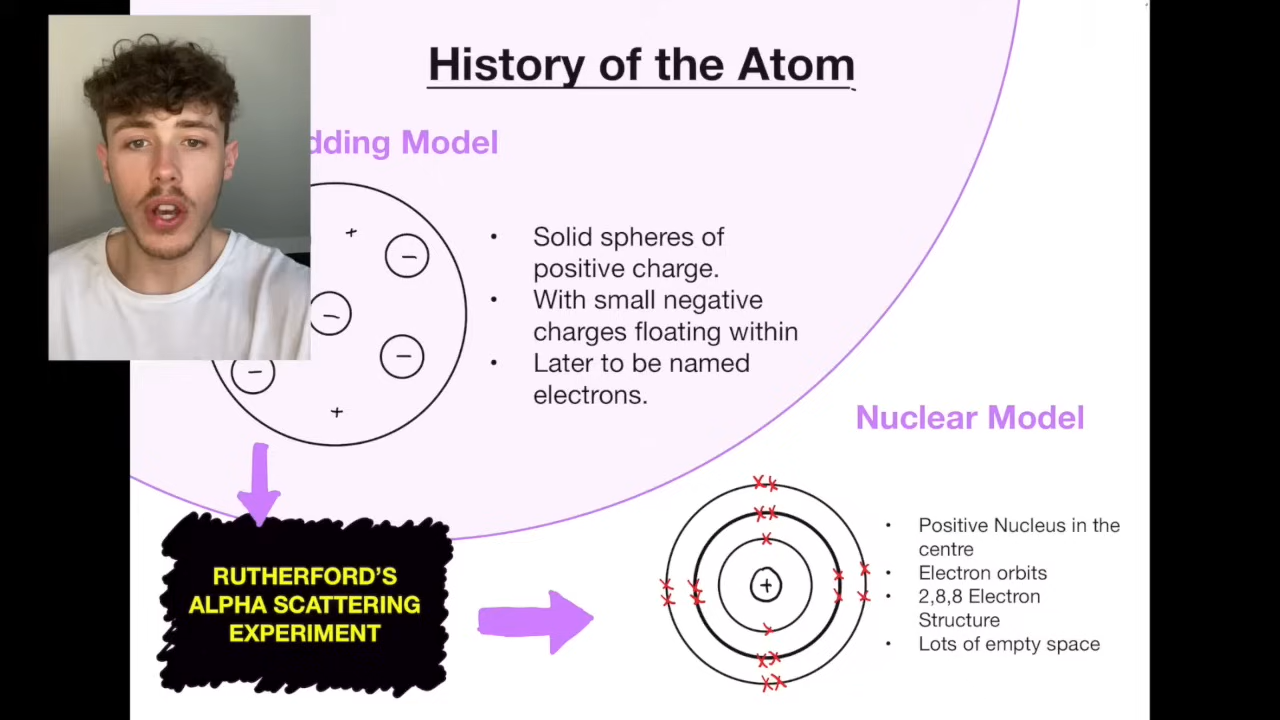 History of the Atom
dding Model
• Solid spheres of
positive charge.
• With small negative
charges floating within
• Later to be named
electrons.
+
−
−
−
−
+
RUTHERFORD'S
ALPHA SCATTERING
EXPERIMENT
Nuclear Model
+
• Positive Nucleus in the
centre
• Electron orbits
• 2,8,8 Electron
Structure
• Lots of empty space